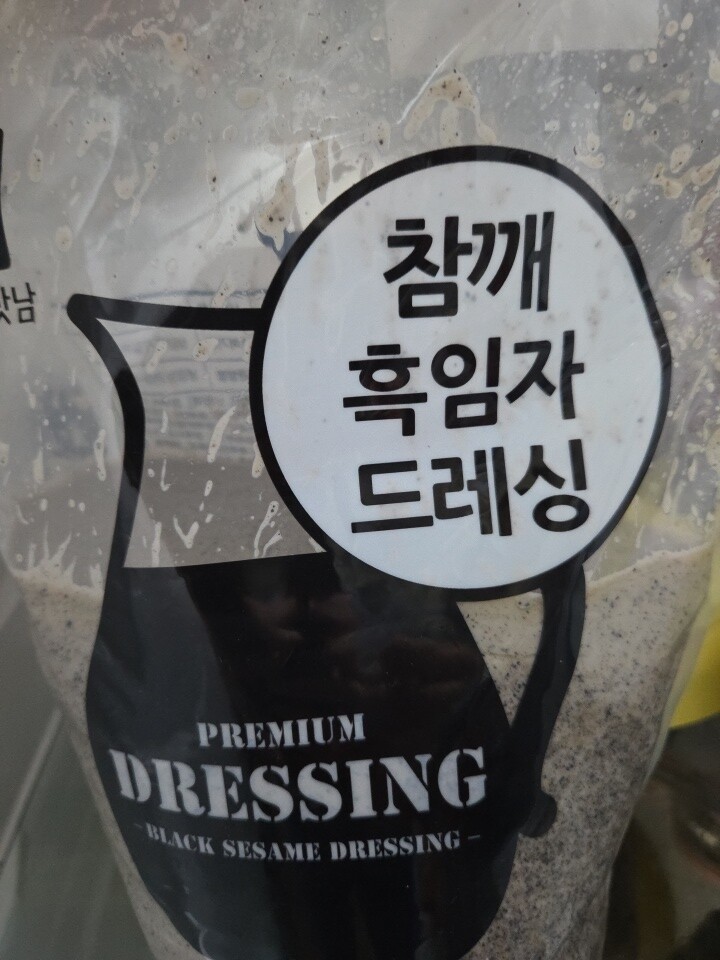 참깨
흑임자
드레싱
PREMIUM
DRESSING
-BLACK SESAME DRESSING-